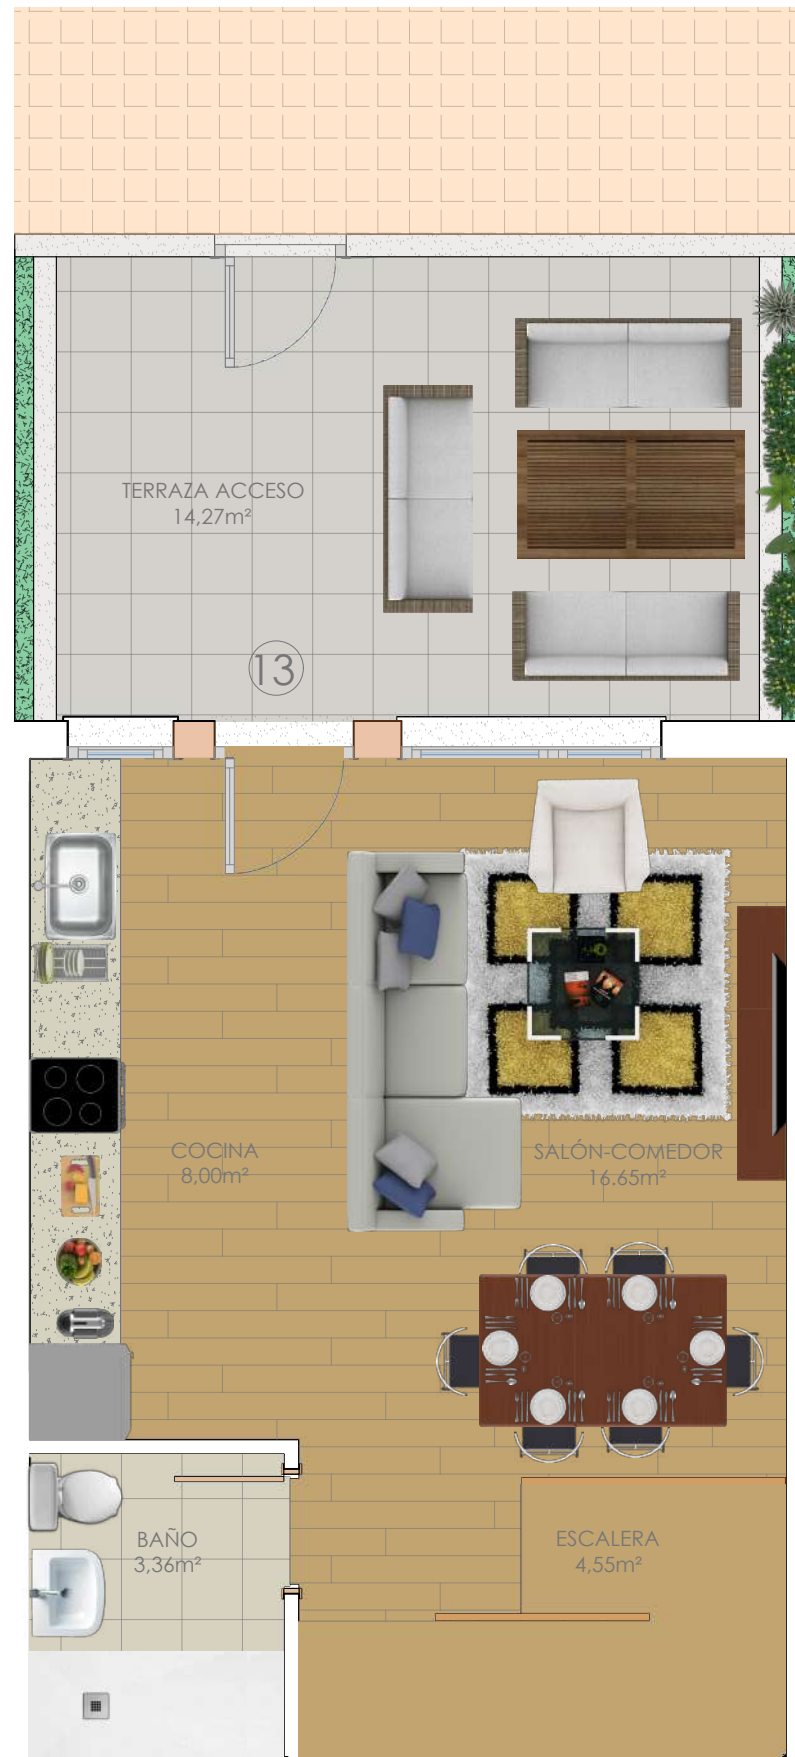 TERRAZA ACCESO
14,27m²
13
COCINA
8,00m²
SALÓN-COMEDOR
16.65m²
BAÑO
3,36m²
ESCALERA
4,55m²